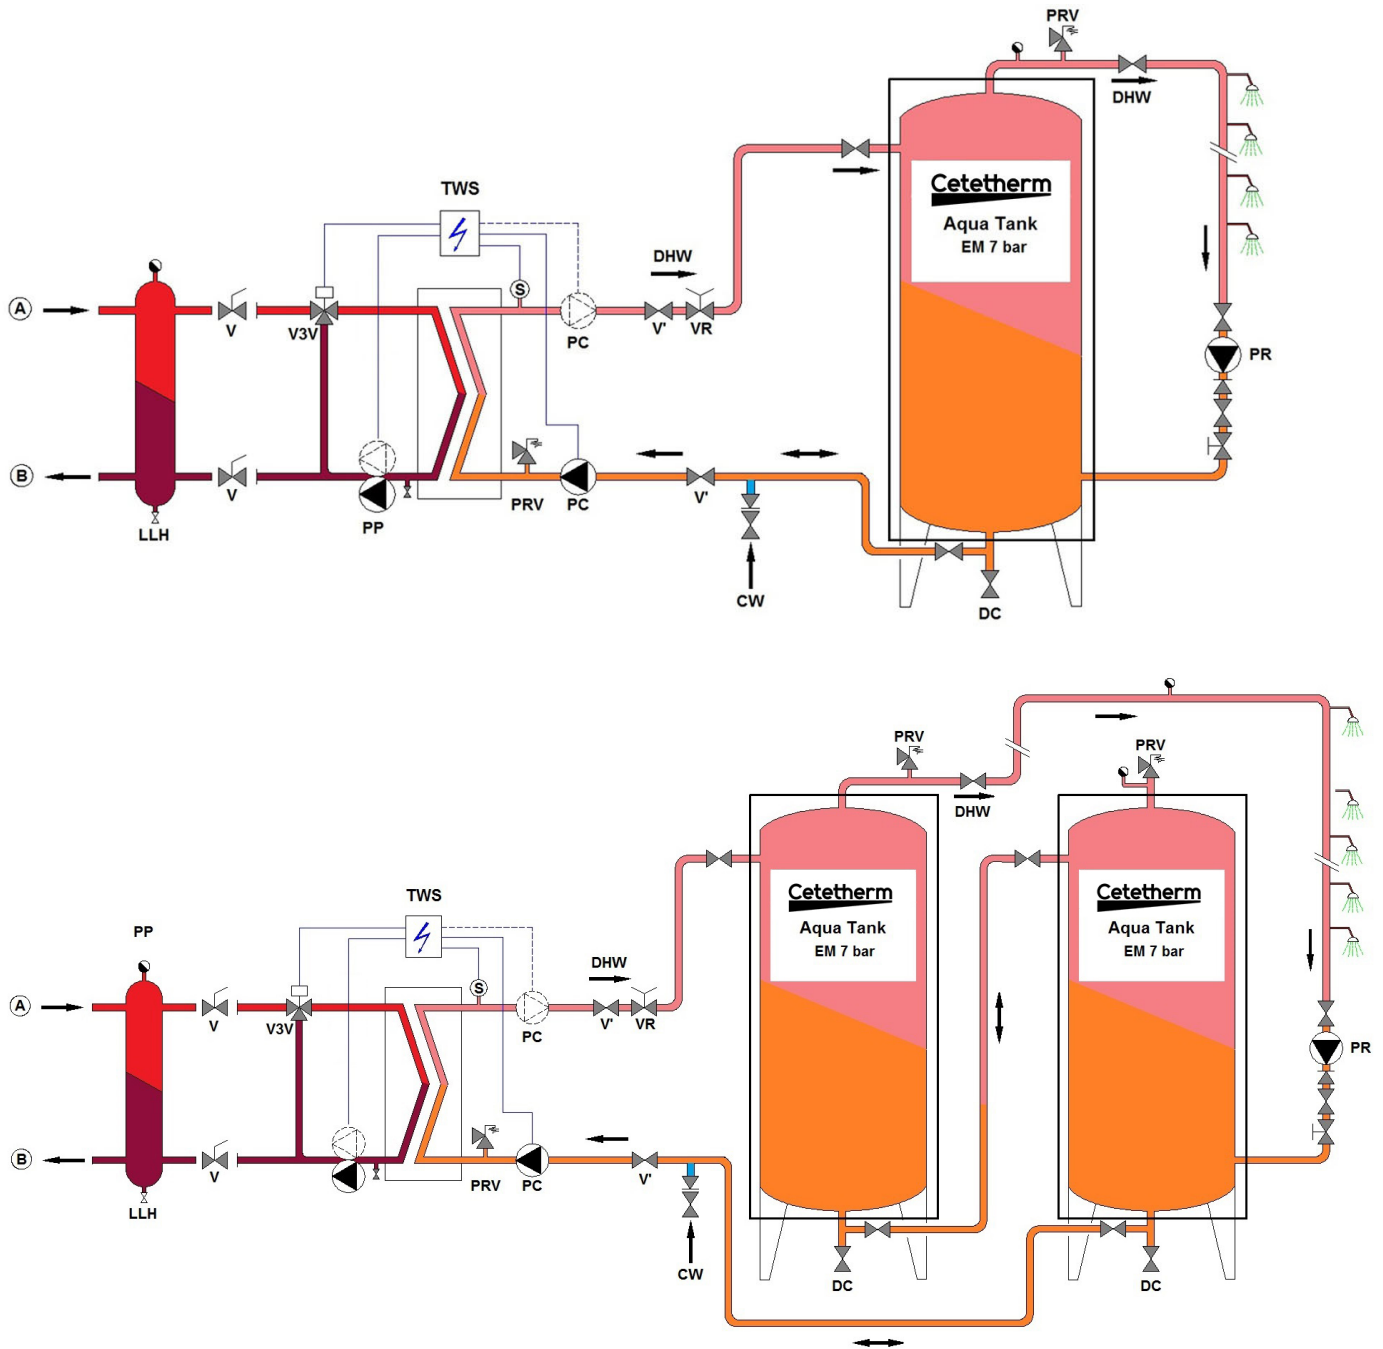 PRV
DHW
TWS
Cetetherm
Aqua Tank
EM 7 bar
DHW
S
A
V
V3V
PC
V'
VR
PR
B
V
LLH
PP
PRV
PC
V'
CW
DC
PRV
PRV
DHW
TWS
Cetetherm
Aqua Tank
EM 7 bar
Cetetherm
Aqua Tank
EM 7 bar
PP
DHW
S
A
V
V3V
PC
V'
VR
PR
B
V
LLH
PRV
PC
V'
CW
DC
DC